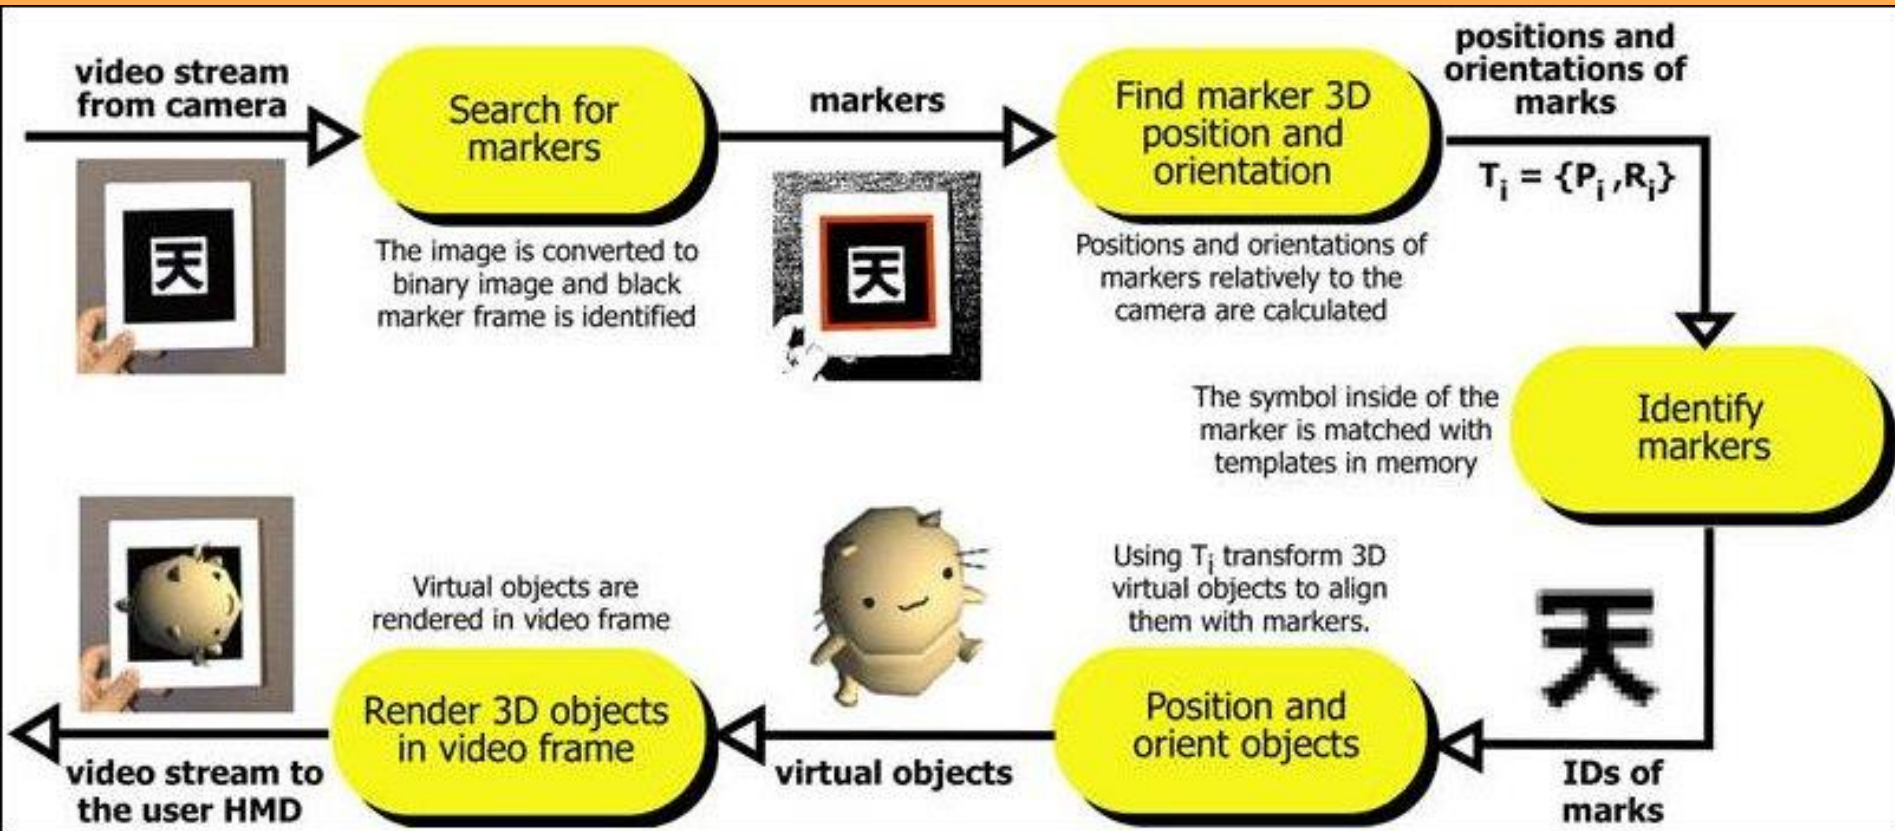 video stream
from camera
天
Search for
markers
The image is converted to
binary image and black
marker frame is identified
markers
天
Find marker 3D
position and
orientation
Positions and orientations of
markers relatively to the
camera are calculated
positions and
orientations of
marks
Ti = {Pi ,Ri}
Identify
markers
The symbol inside of the
marker is matched with
templates in memory
天
IDs of
marks
Position and
orient objects
Using Ti transform 3D
virtual objects to align
them with markers.
virtual objects
Render 3D objects
in video frame
Virtual objects are
rendered in video frame
video stream to
the user HMD